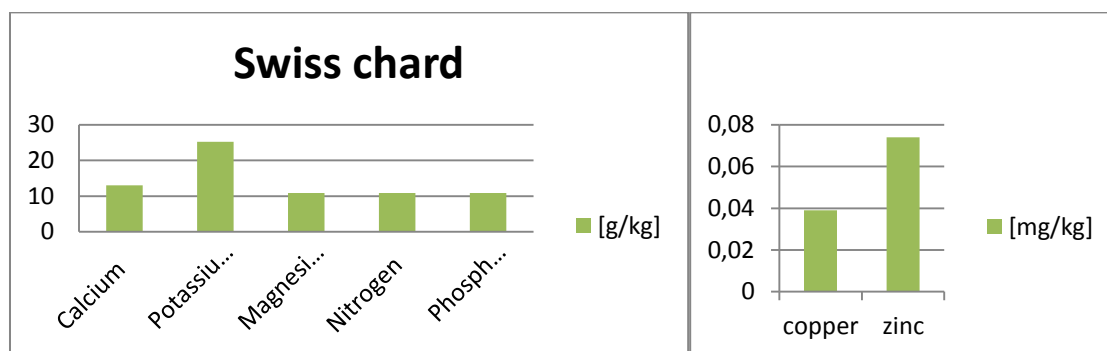 Swiss chard
30
20
10
0
Calcium
Potassiu...
Magnesi...
Nitrogen
Phosph...
[g/kg]
0,08
0,06
0,04
0,02
0
copper
zinc
[mg/kg]